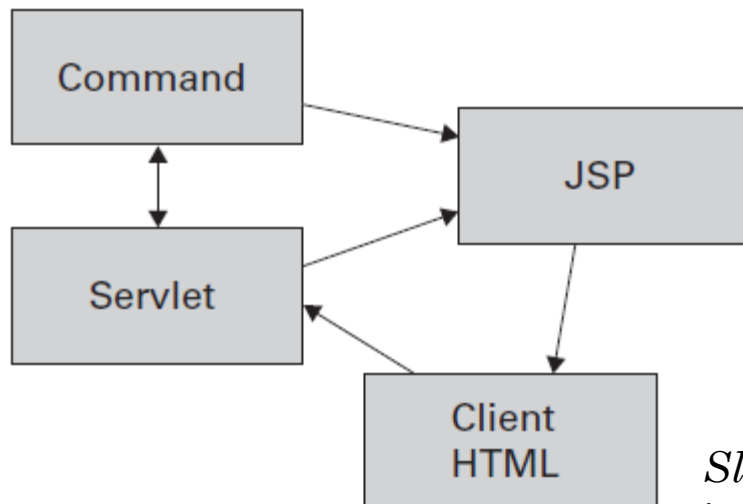 Command
JSP
Servlet
Client
HTML